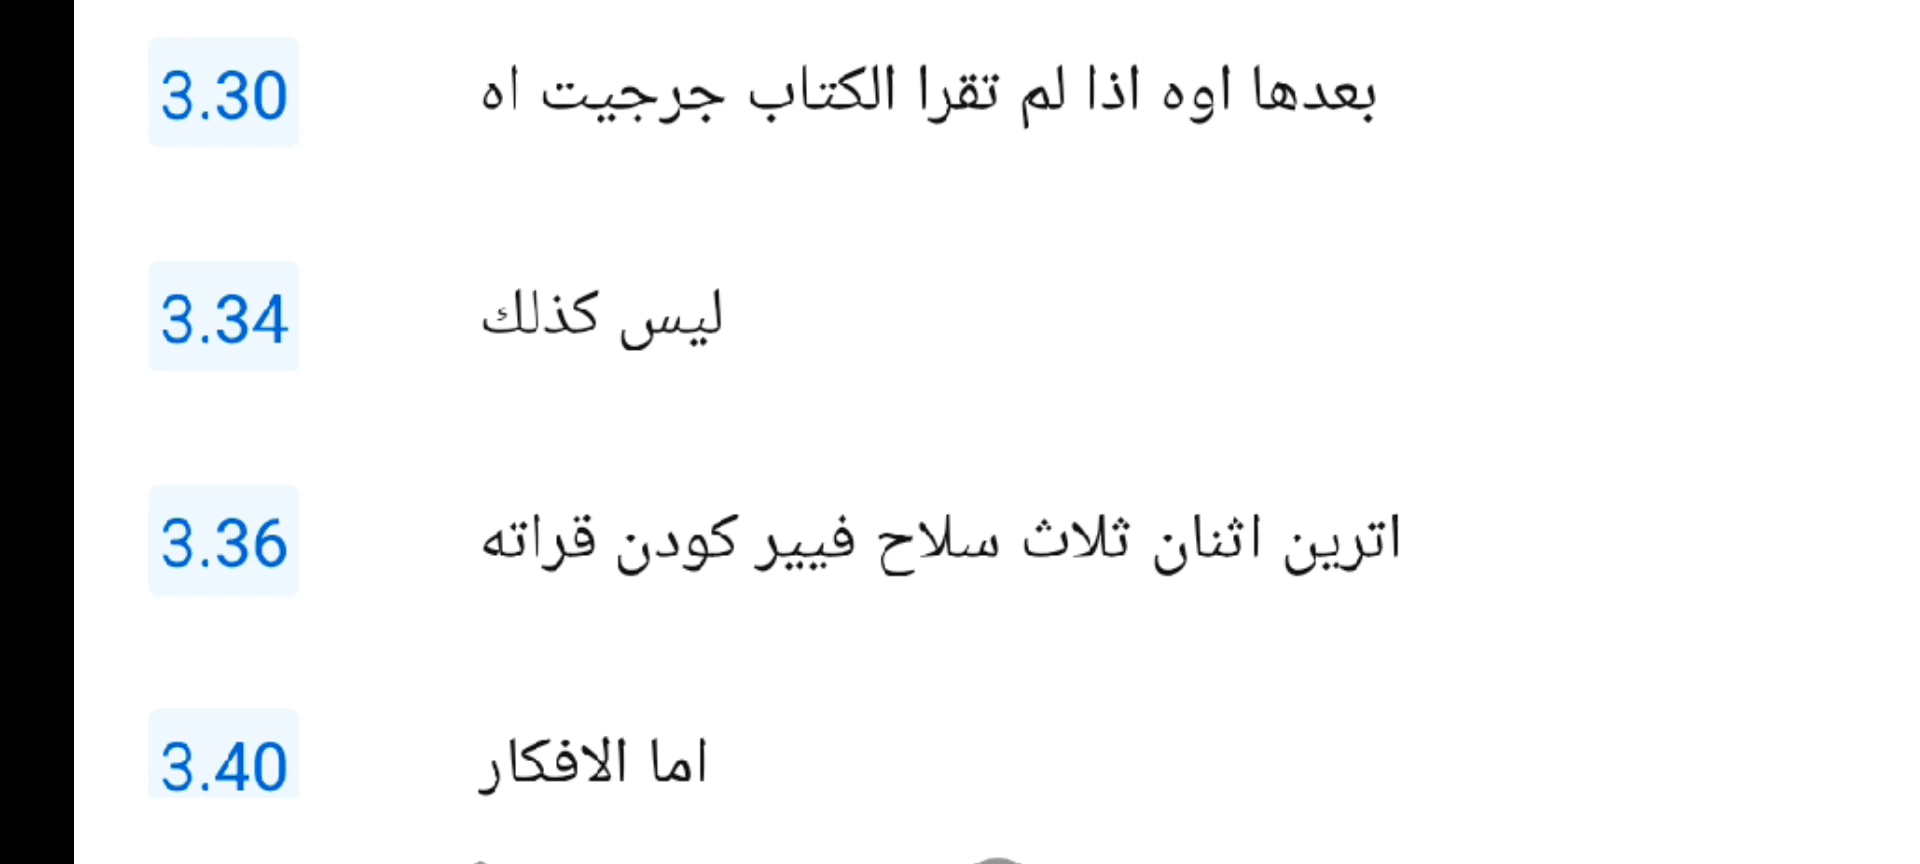 3.30 بعدها اوه اذا لم تقرا الكتاب جرجيت اه
3.34 ليس كذلك
3.36 اترين اثنان ثلاث سلاح فيير كودن قراته
3.40 اما الافكار